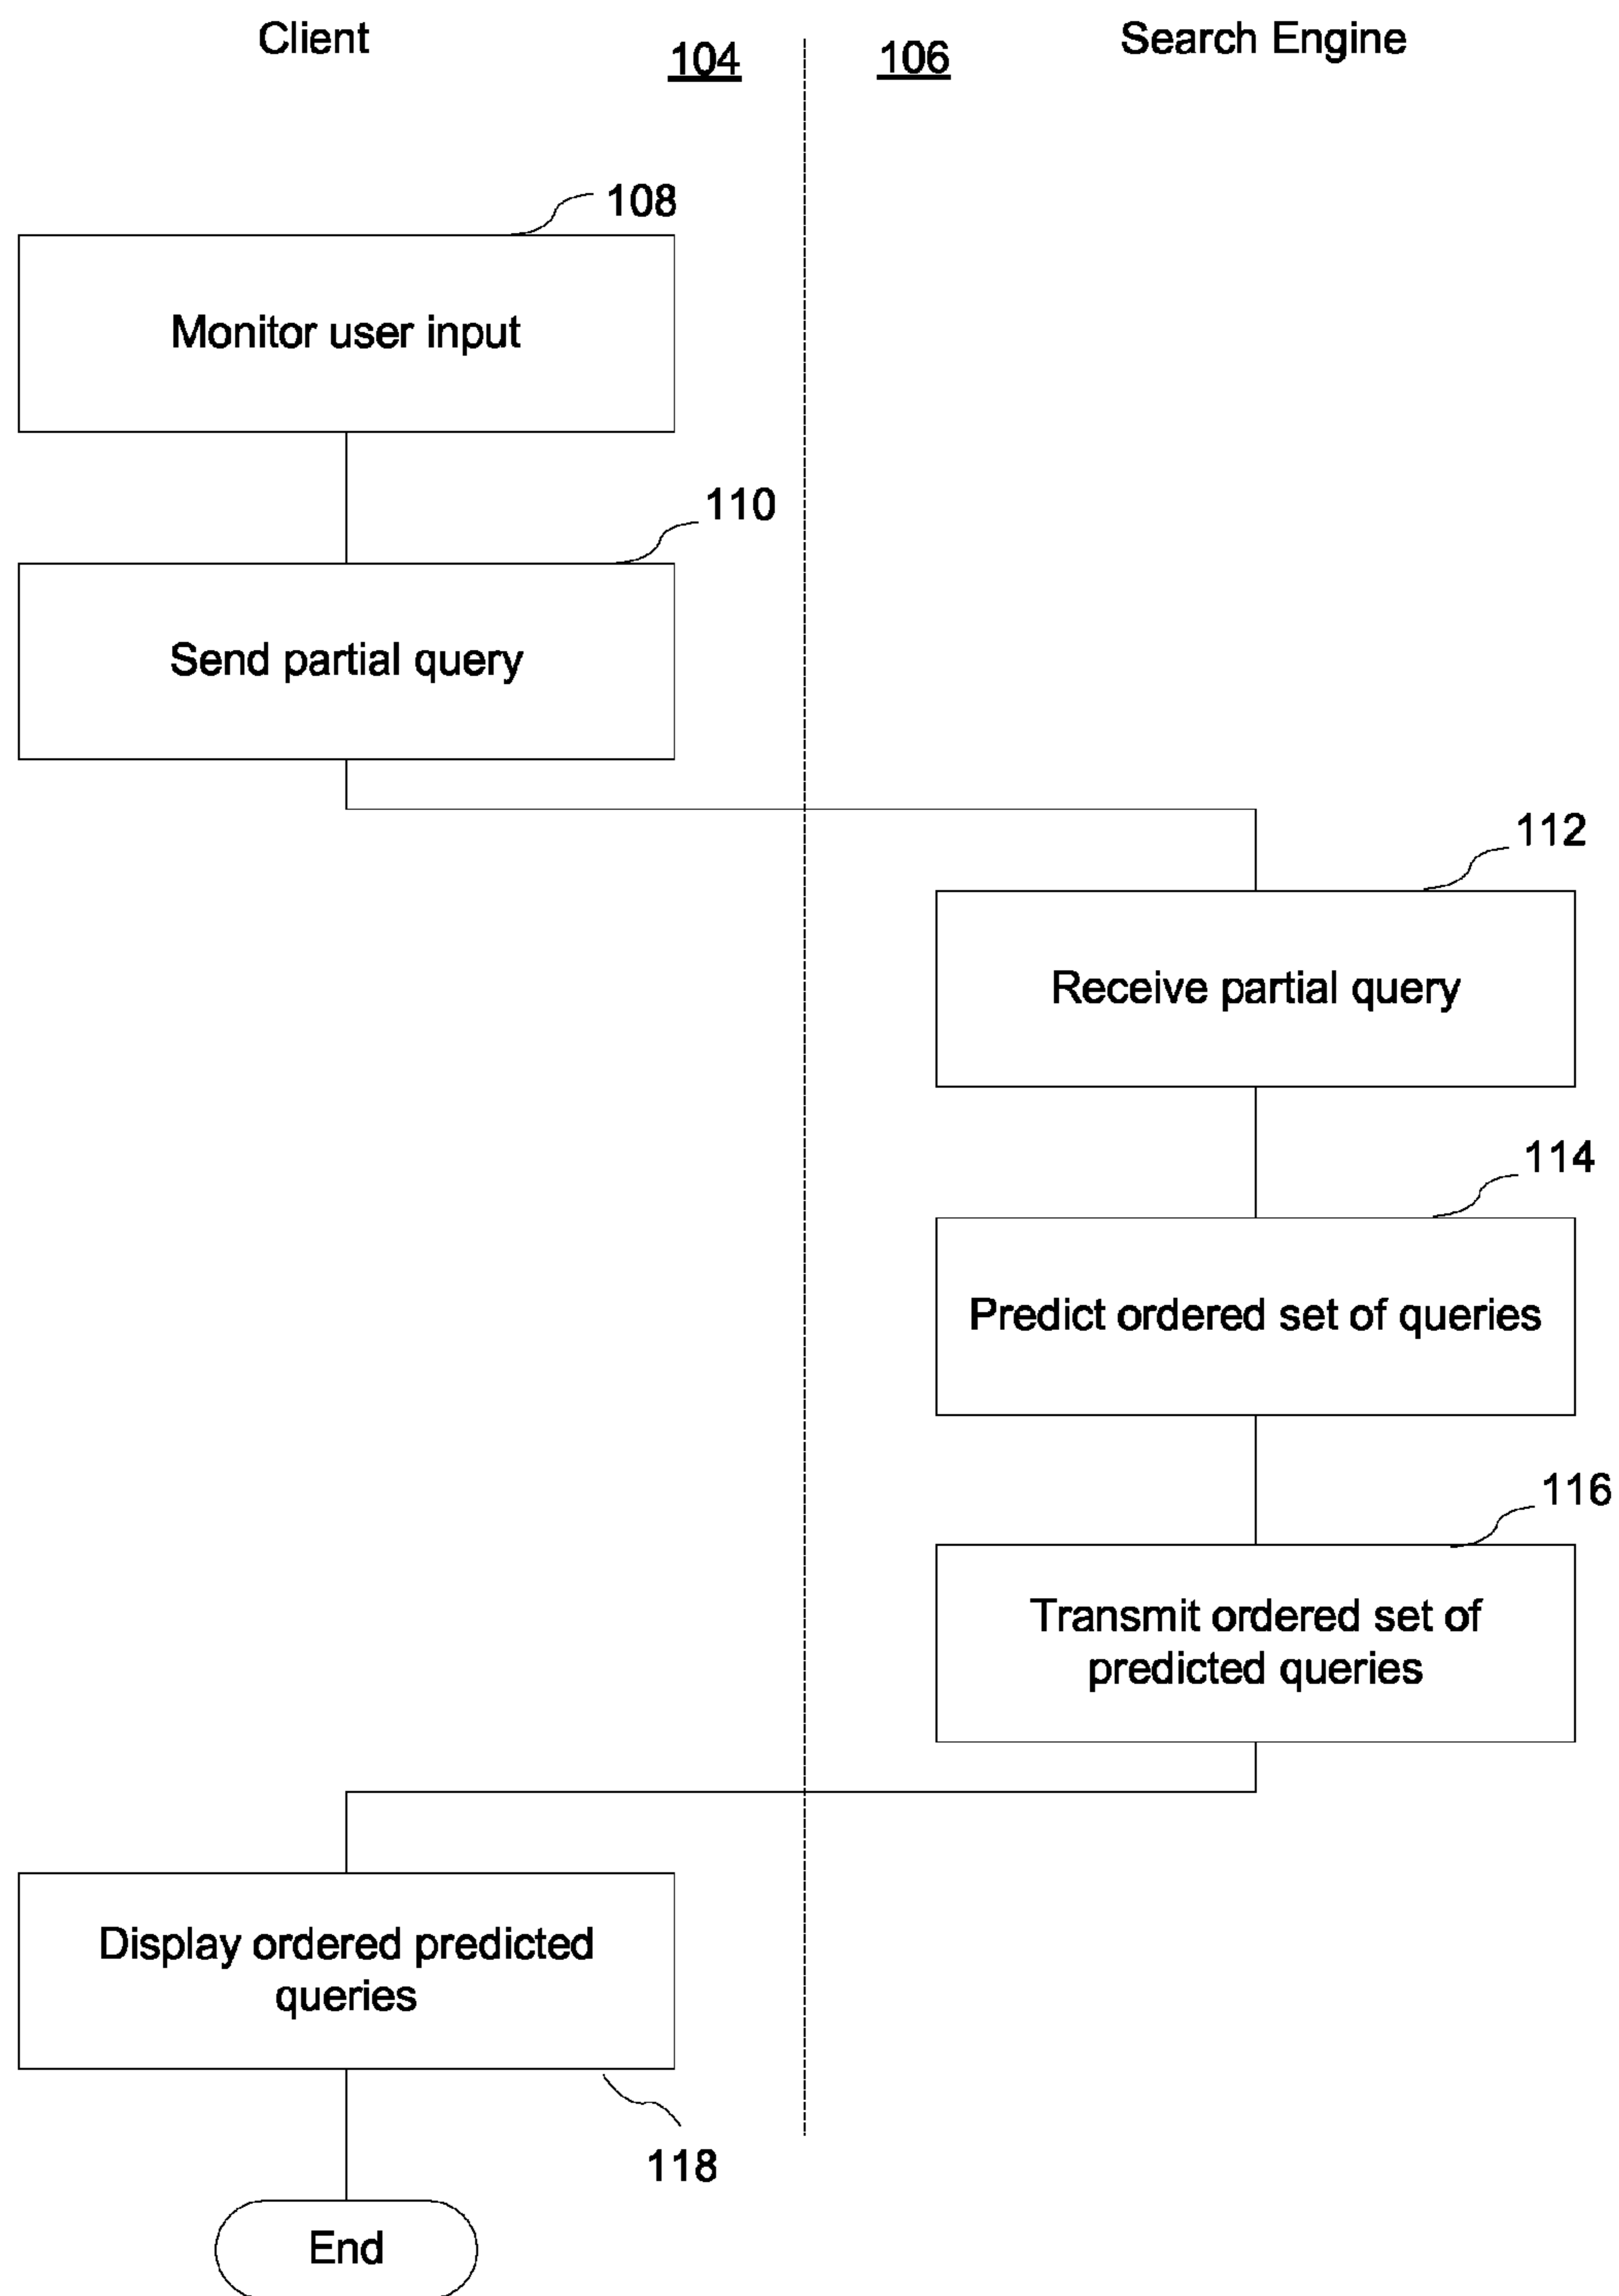 Client
104
106
Search Engine
108
Monitor user input
110
Send partial query
112
Receive partial query
114
Predict ordered set of queries
116
Transmit ordered set of
predicted queries
Display ordered predicted
queries
118
End